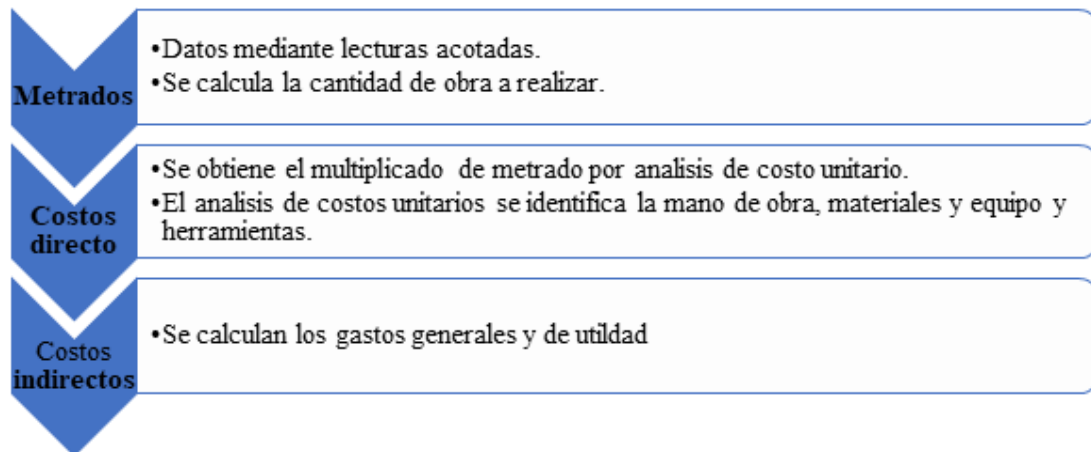 Metrados
•Datos mediante lecturas acotadas.
•Se calcula la cantidad de obra a realizar.
Costos
directo
•Se obtiene el multiplicado de metrado por analisis de costo unitario.
•El analisis de costos unitarios se identifica la mano de obra, materiales y equipo y
herramientas.
Costos
indirectos
•Se calculan los gastos generales y de utildad